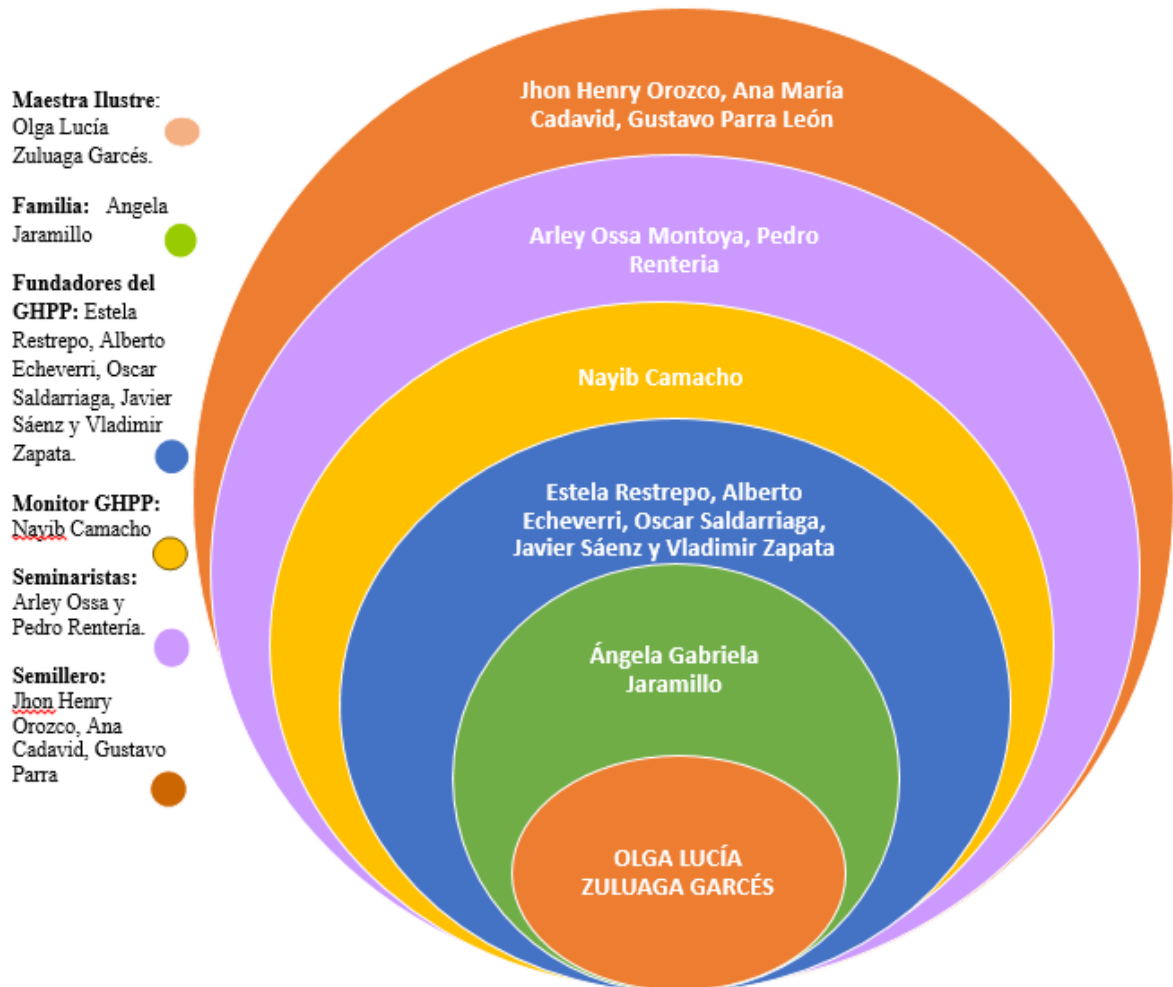 Maestra Ilustre:
Olga Lucía
Zuluaga Garcés.
Familia: Angela
Jaramillo
Fundadores del
GHPP: Estela
Restrepo, Alberto
Echeverri, Oscar
Saldarriaga, Javier
Sáenz y Vladimir
Zapata.
Monitor GHPP:
Nayib Camacho
Seminaristas:
Arley Ossa y
Pedro Rentería.
Semillero:
Jhon Henry
Orozco, Ana
Cadavid, Gustavo
Parra
Jhon Henry Orozco, Ana María
Cadavid, Gustavo Parra León
Arley Ossa Montoya, Pedro
Renteria
Nayib Camacho
Estela Restrepo, Alberto
Echeverri, Oscar Saldarriaga,
Javier Sáenz y Vladimir Zapata
Ángela Gabriela
Jaramillo
OLGA LUCÍA
ZULUAGA GARCÉS